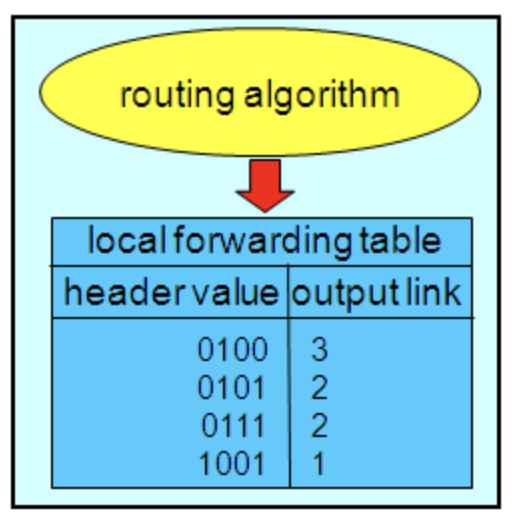 routing algorithm
local forwarding table
header value output link
0100 3
0101 2
0111 2
1001 1